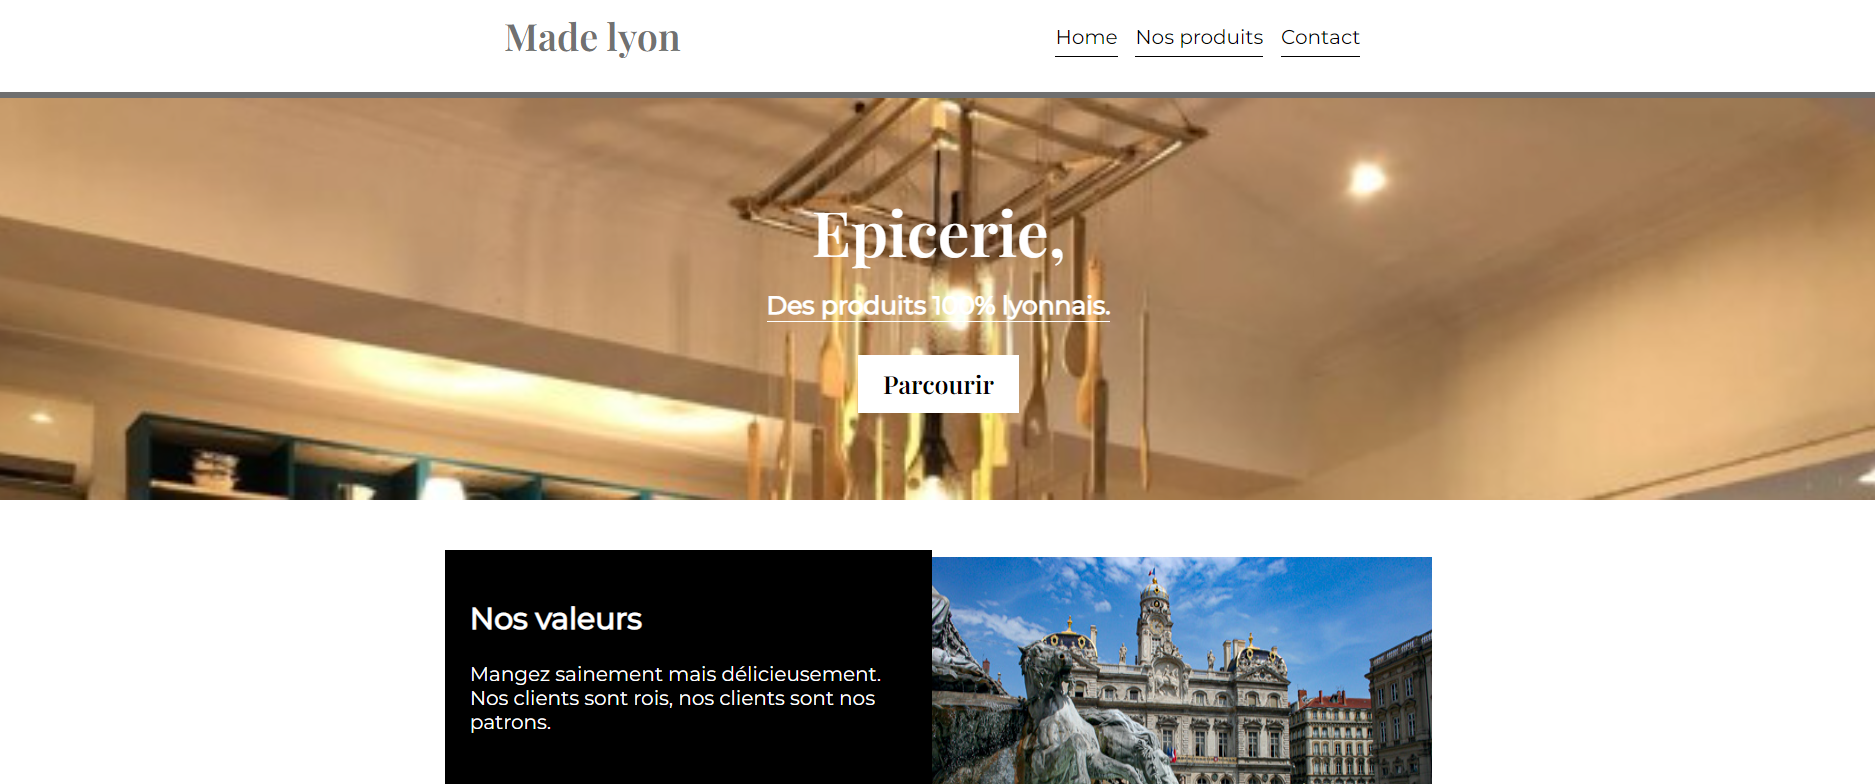 Made lyon
Home Nos produits Contact
Epicerie,
Des produits 100% lyonnais.
Parcourir
Nos valeurs
Mangez sainement mais délicieusement.
Nos clients sont rois, nos clients sont nos
patrons.